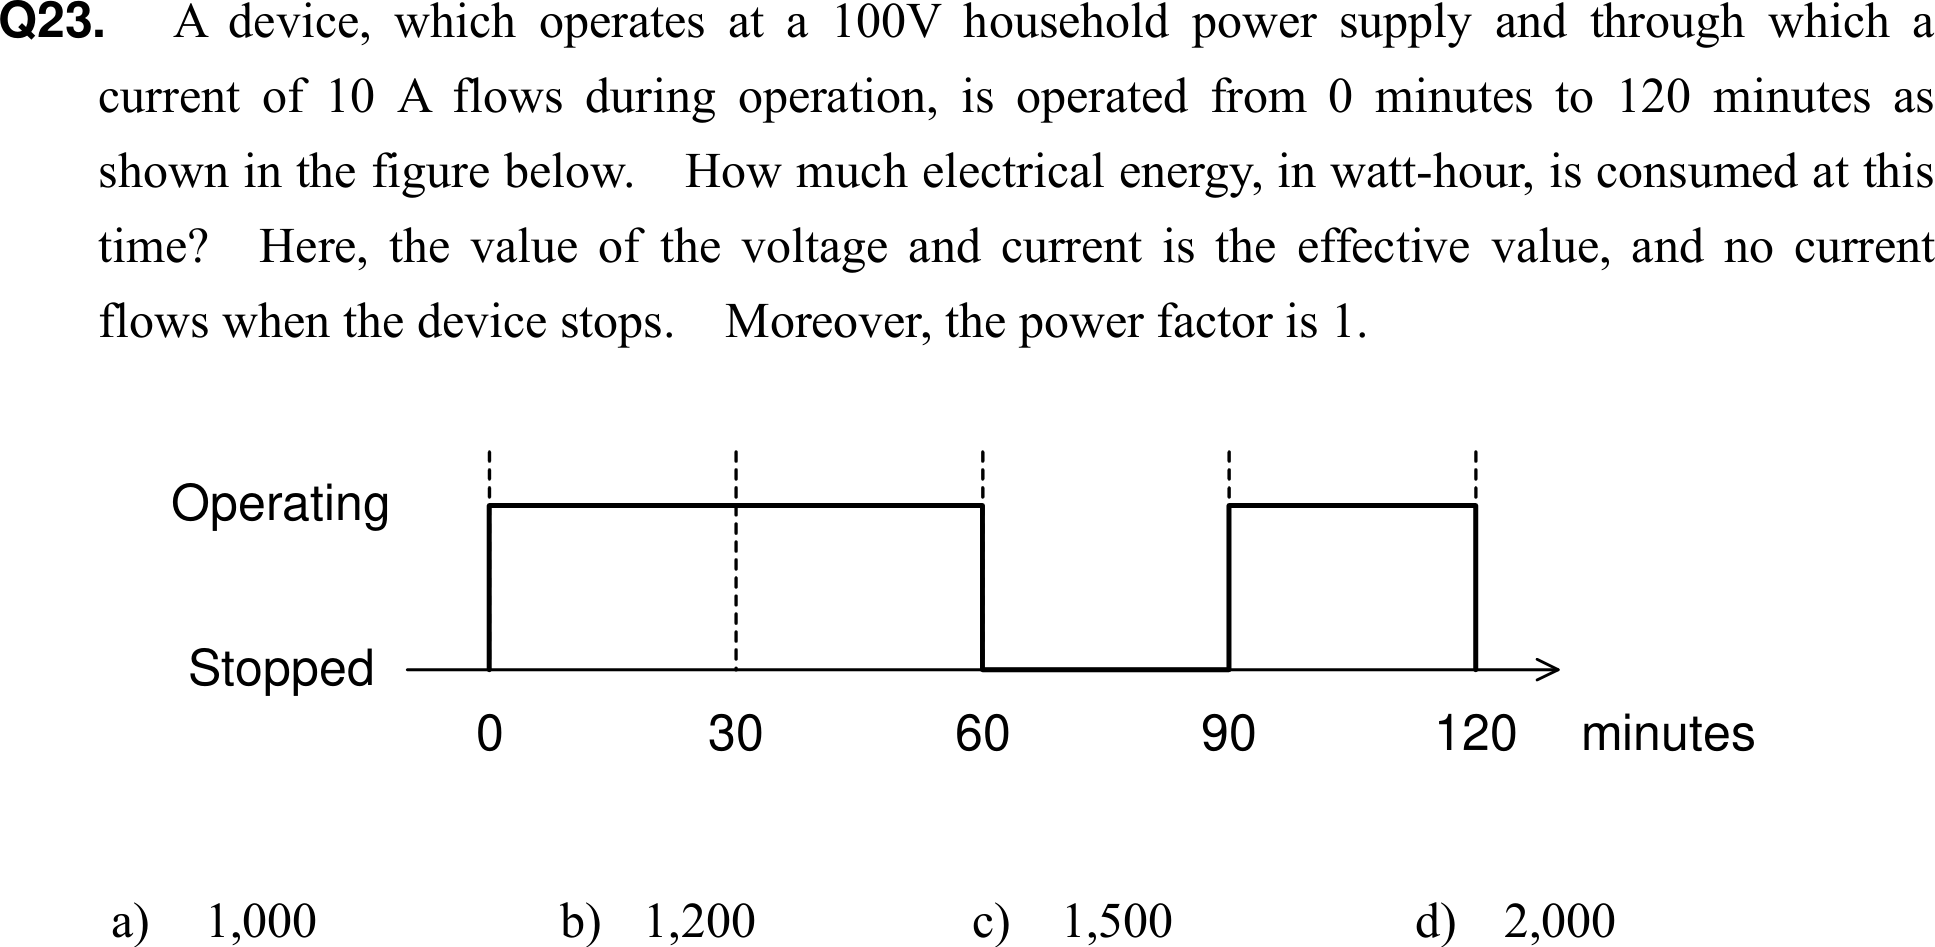 Q23. A device, which operates at a 100V household power supply and through which a
current of 10 A flows during operation, is operated from 0 minutes to 120 minutes as
shown in the figure below. How much electrical energy, in watt-hour, is consumed at this
time? Here, the value of the voltage and current is the effective value, and no current
flows when the device stops. Moreover, the power factor is 1.
Operating
Stopped
0 30 60 90 120 minutes
a) 1,000 b) 1,200 c) 1,500 d) 2,000